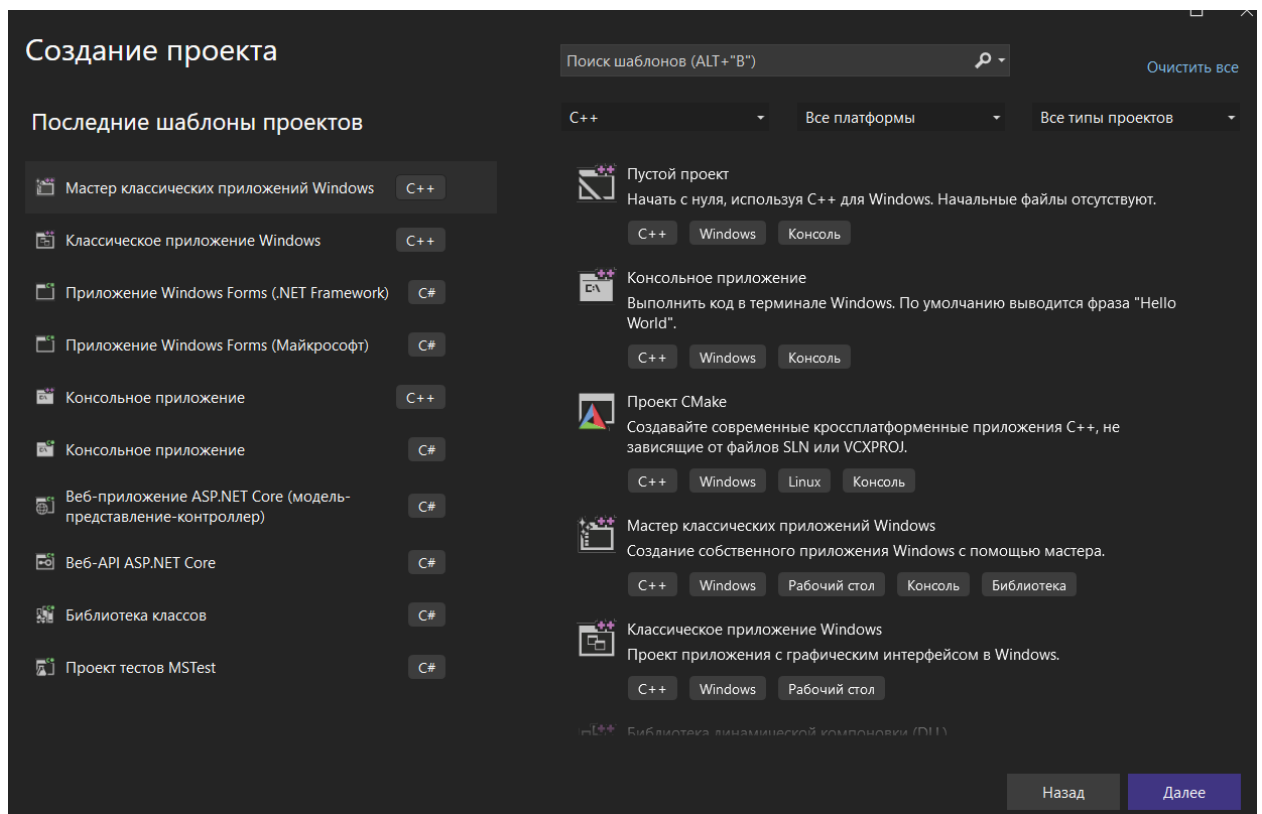 Создание проекта
Поиск шаблонов (ALT+"B")
Очистить все
Последние шаблоны проектов
C++
Все платформы
Все типы проектов
Мастер классических приложений Windows C++
Классическое приложение Windows C++
Приложение Windows Forms (.NET Framework) C#
Приложение Windows Forms (Майкрософт) C#
Консольное приложение C++
Консольное приложение C#
Веб-приложение ASP.NET Core (модель-
представление-контроллер) C#
Веб-API ASP.NET Core C#
Библиотека классов C#
Проект тестов MSTest C#
Пустой проект
Начать с нуля, используя C++ для Windows. Начальные файлы отсутствуют.
C++ Windows Консоль
Консольное приложение
Выполнить код в терминале Windows. По умолчанию выводится фраза "Hello
World".
C++ Windows Консоль
Проект CMake
Создавайте современные кроссплатформенные приложения C++, не
зависящие от файлов SLN или VCXPROJ.
C++ Windows Linux Консоль
Мастер классических приложений Windows
Создание собственного приложения Windows с помощью мастера.
C++ Windows Рабочий стол Консоль Библиотека
Классическое приложение Windows
Проект приложения с графическим интерфейсом в Windows.
C++ Windows Рабочий стол
Библиотека динамической компоновки (DLL)
Назад
Далее